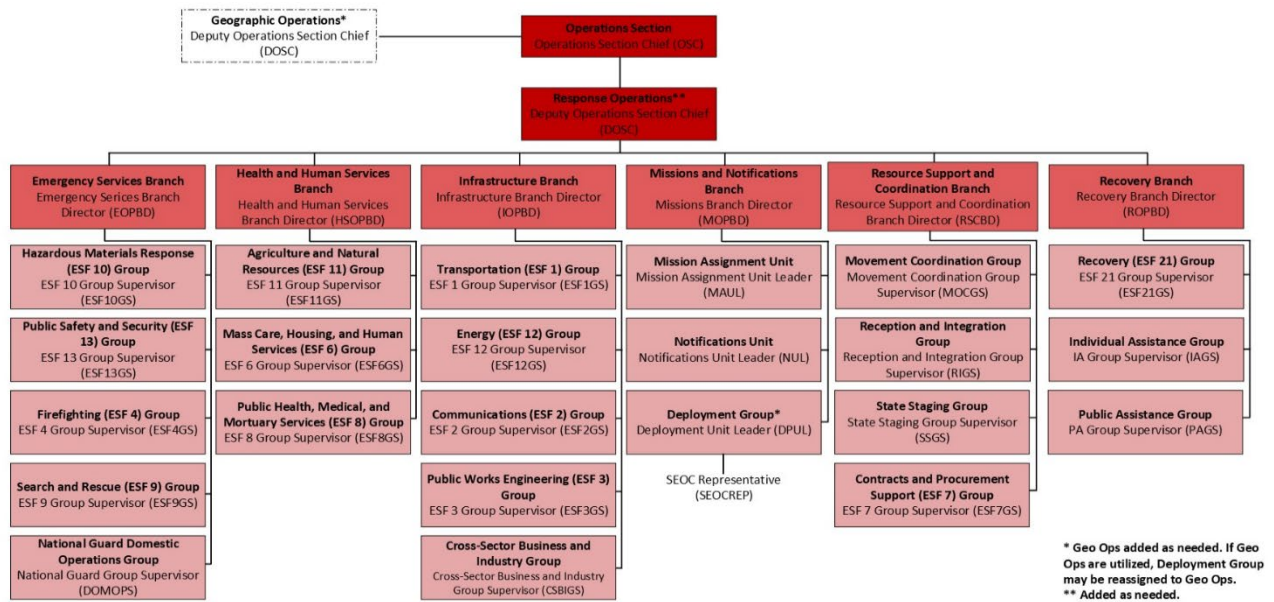 Geographic Operations*
Deputy Operations Section Chief
(DOSC)
Operations Section
Operations Section Chief (OSC)
Response Operations**
Deputy Operations Section Chief
(DOSC)
Emergency Services Branch
Emergency Serices Branch
Director (EOPBD)
Health and Human Services
Branch
Health and Human Services
Branch Director (HSOPBD)
Infrastructure Branch
Infrastructure Branch Director
(IOPBD)
Missions and Notifications
Branch
Missions Branch Director
(MOPBD)
Resource Support and
Coordination Branch
Resource Support and Coordination
Branch Director (RSCBD)
Recovery Branch
Recovery Branch Director
(ROPBD)
Hazardous Materials Response
(ESF 10) Group
ESF 10 Group Supervisor
(ESF10GS)
Public Safety and Security (ESF
13) Group
ESF 13 Group Supervisor
(ESF13GS)
Firefighting (ESF 4) Group
ESF 4 Group Supervisor (ESF4GS)
Search and Rescue (ESF 9) Group
ESF 9 Group Supervisor (ESF9GS)
National Guard Domestic
Operations Group
National Guard Group Supervisor
(DOMOPS)
Agriculture and Natural
Resources (ESF 11) Group
ESF 11 Group Supervisor
(ESF11GS)
Mass Care, Housing, and Human
Services (ESF 6) Group
ESF 6 Group Supervisor (ESF6GS)
Public Health, Medical, and
Mortuary Services (ESF 8) Group
ESF 8 Group Supervisor (ESF8GS)
Transportation (ESF 1) Group
ESF 1 Group Supervisor (ESF1GS)
Energy (ESF 12) Group
ESF 12 Group Supervisor
(ESF12GS)
Communications (ESF 2) Group
ESF 2 Group Supervisor (ESF2GS)
Public Works Engineering (ESF 3)
Group
ESF 3 Group Supervisor (ESF3GS)
Cross-Sector Business and
Industry Group
Cross-Sector Business and Industry
Group Supervisor (CSBIGS)
Mission Assignment Unit
Mission Assignment Unit Leader
(MAUL)
Notifications Unit
Notifications Unit Leader (NUL)
Deployment Group*
Deployment Unit Leader (DPUL)
SEOC Representative
(SEOCREP)
Movement Coordination Group
Movement Coordination Group
Supervisor (MOCGS)
Reception and Integration
Group
Reception and Integration Group
Supervisor (RIGS)
State Staging Group
State Staging Group Supervisor
(SSGS)
Contracts and Procurement
Support (ESF 7) Group
ESF 7 Group Supervisor (ESF7GS)
Recovery (ESF 21) Group
ESF 21 Group Supervisor
(ESF21GS)
Individual Assistance Group
IA Group Supervisor (IAGS)
Public Assistance Group
PA Group Supervisor (PAGS)
* Geo Ops added as needed. If Geo
Ops are utilized, Deployment Group
may be reassigned to Geo Ops.
** Added as needed.